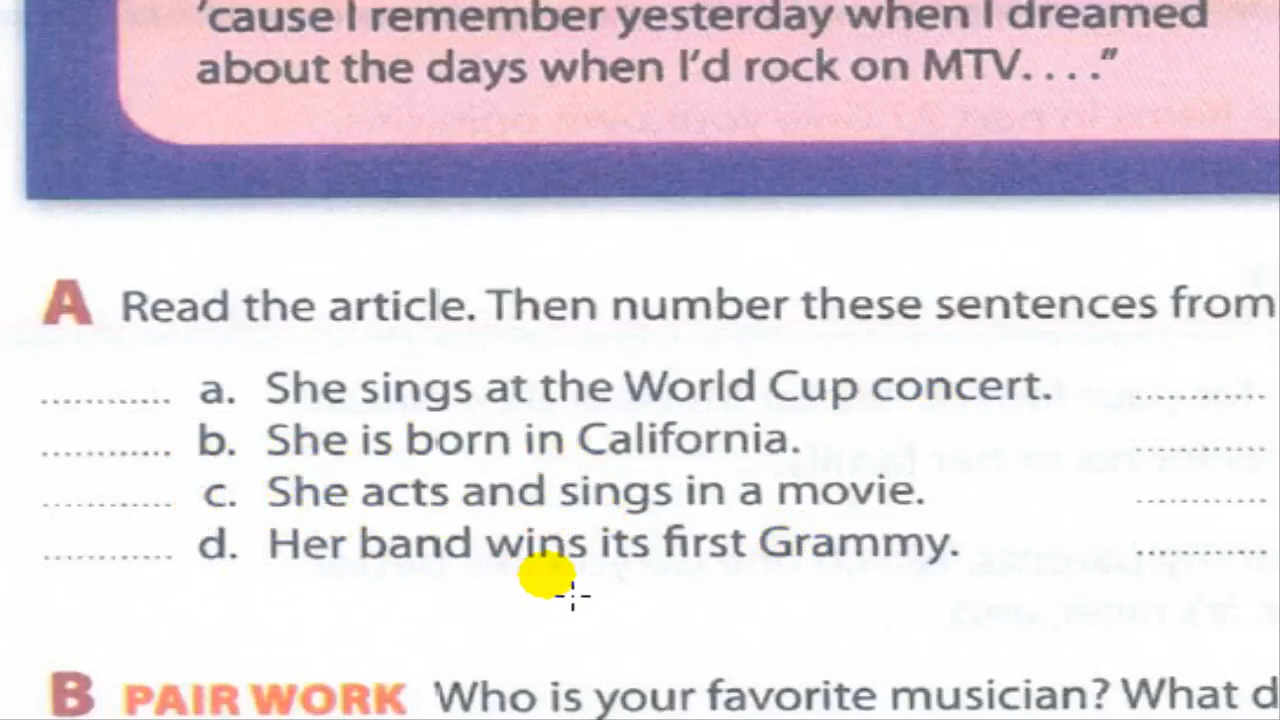 ‘cause I remember yesterday when I dreamed
about the days when I’d rock on MTV. . . .”
A Read the article. Then number these sentences from
............ a. She sings at the World Cup concert. ............
............ b. She is born in California. ............
............ c. She acts and sings in a movie. ............
............ d. Her band wins its first Grammy. ............
B PAIR WORK Who is your favorite musician? What d